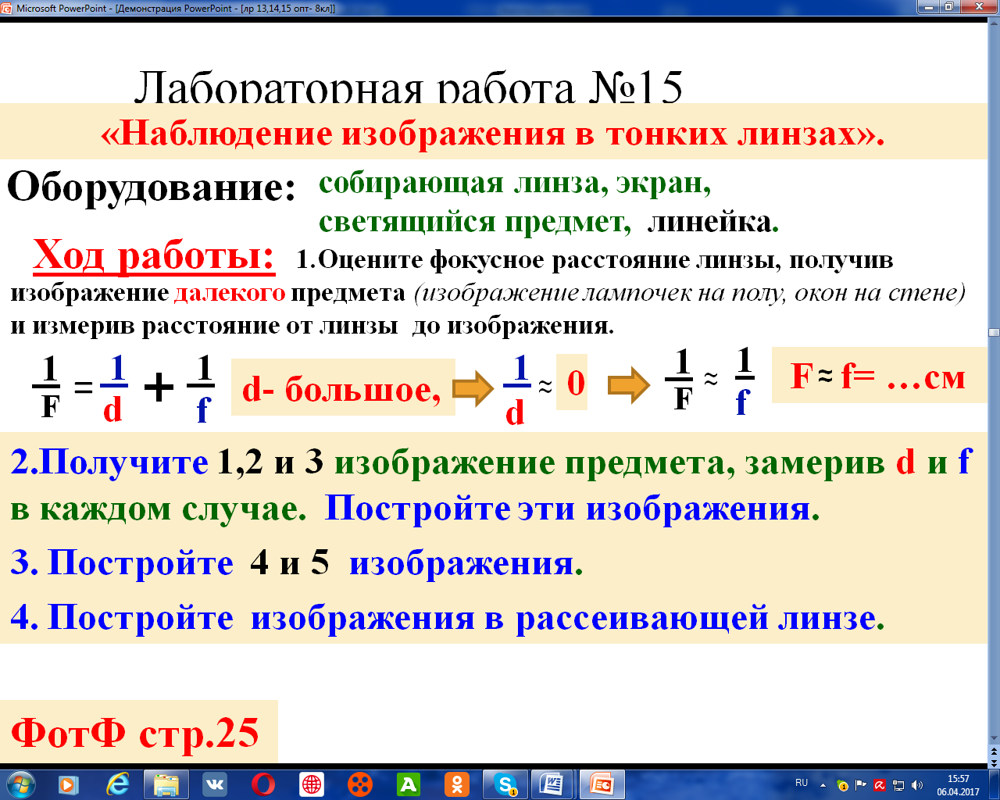 Microsoft PowerPoint - [Демонстрация PowerPoint - [лр 13,14,15 опт- 8кл]]
Лабораторная работа №15
«Наблюдение изображения в тонких линзах».
Оборудование: собирающая линза, экран,
светящийся предмет, линейка.
Ход работы: 1.Оцените фокусное расстояние линзы, получив
изображение далекого предмета (изображение лампочек на полу, окон на стене)
и измерив расстояние от линзы до изображения.
1/F = 1/d + 1/f d- большое, 1/d ≈ 0 1/F ≈ 1/f F ≈ f= …см
2.Получите 1,2 и 3 изображение предмета, замерив d и f
в каждом случае. Постройте эти изображения.
3. Постройте 4 и 5 изображения.
4. Постройте изображения в рассеивающей линзе.
ФотФ стр.25
RU
15:57
06.04.2017